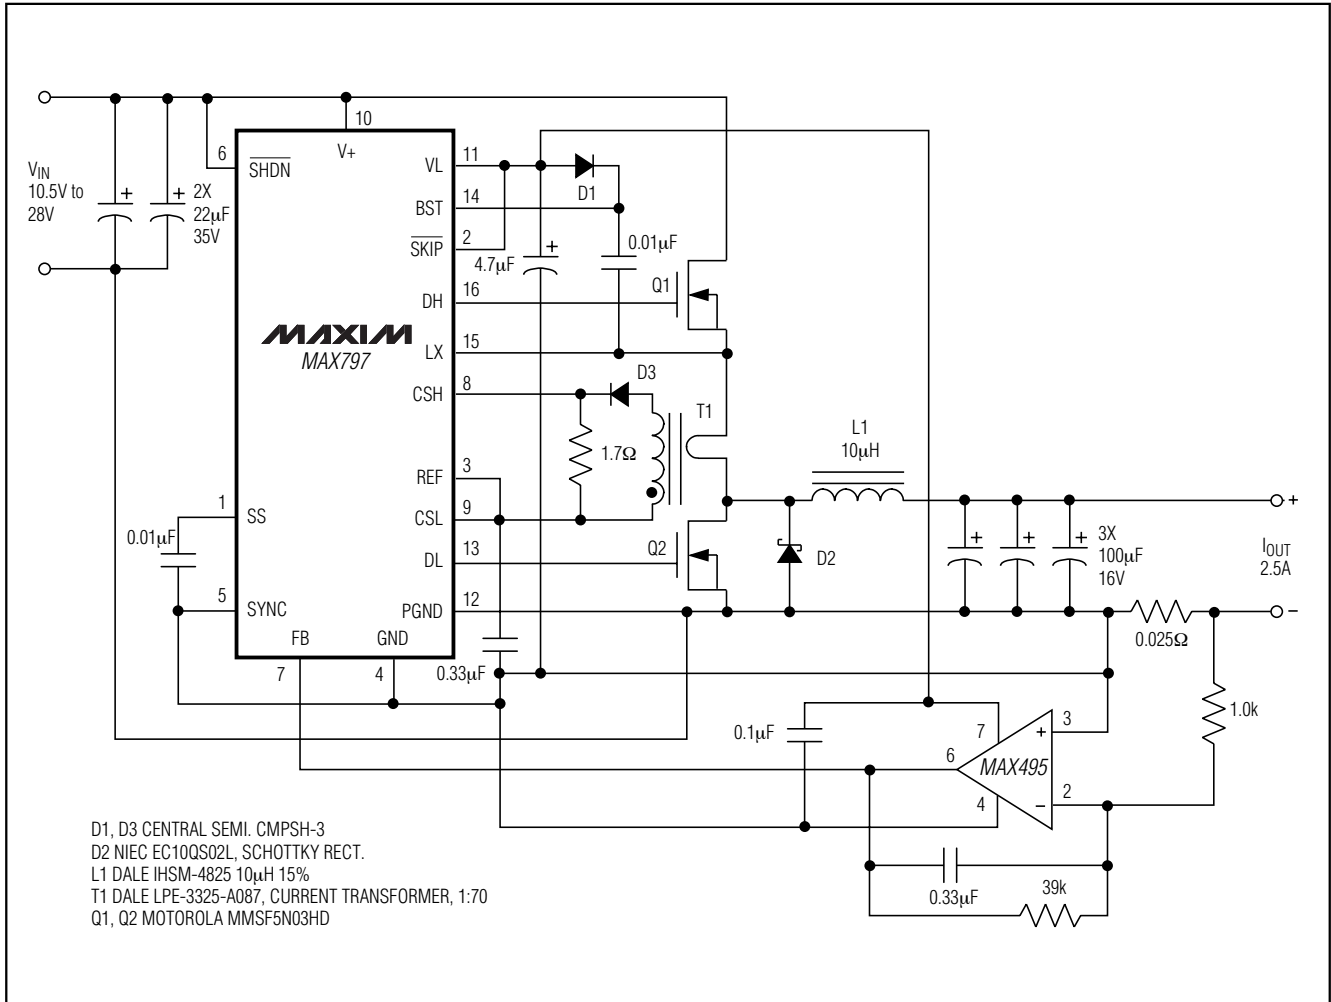 10
6
SHDN
V+
VL
11
D1
VIN
10.5V to
28V
+
+
2X
22µF
35V
BST
14
SKIP
2
4.7µF
+
0.01µF
DH
16
Q1
MAXIM
MAX797
LX
15
CSH
8
D3
T1
1.7Ω
L1
10µH
REF
3
1
SS
CSL
9
0.01µF
DL
13
Q2
D2
+
+
+
3X
100µF
16V
+
IOUT
2.5A
5
SYNC
PGND
12
−
0.025Ω
FB
GND
7
4
0.33µF
1.0k
0.1µF
7
+
3
6
MAX495
4
−
2
0.33µF
39k
D1, D3 CENTRAL SEMI. CMPSH-3
D2 NIEC EC10QS02L, SCHOTTKY RECT.
L1 DALE IHSM-4825 10µH 15%
T1 DALE LPE-3325-A087, CURRENT TRANSFORMER, 1:70
Q1, Q2 MOTOROLA MMSF5N03HD